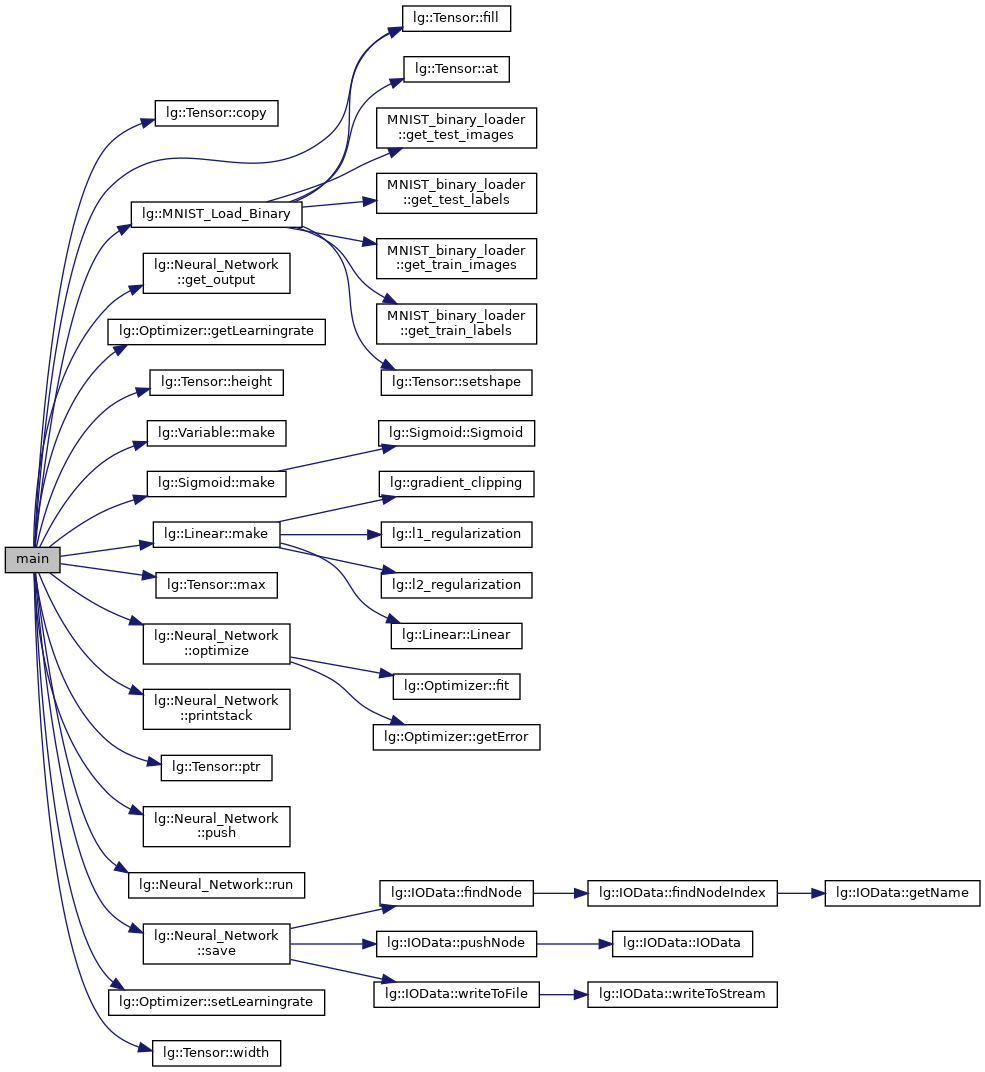 lg::Tensor::fill
lg::Tensor::at
lg::Tensor::copy
MNIST_binary_loader
::get_test_images
MNIST_binary_loader
::get_test_labels
lg::MNIST_Load_Binary
MNIST_binary_loader
::get_train_images
lg::Neural_Network
::get_output
MNIST_binary_loader
::get_train_labels
lg::Optimizer::getLearningrate
lg::Tensor::height
lg::Tensor::setshape
lg::Variable::make
lg::Sigmoid::Sigmoid
lg::Sigmoid::make
lg::gradient_clipping
lg::Linear::make
lg::l1_regularization
main
lg::Tensor::max
lg::l2_regularization
lg::Linear::Linear
lg::Neural_Network
::optimize
lg::Optimizer::fit
lg::Neural_Network
::printstack
lg::Optimizer::getError
lg::Tensor::ptr
lg::Neural_Network
::push
lg::Neural_Network::run
lg::IOData::findNode
lg::IOData::findNodeIndex
lg::IOData::getName
lg::Neural_Network
::save
lg::IOData::pushNode
lg::IOData::IOData
lg::Optimizer::setLearningrate
lg::IOData::writeToFile
lg::IOData::writeToStream
lg::Tensor::width